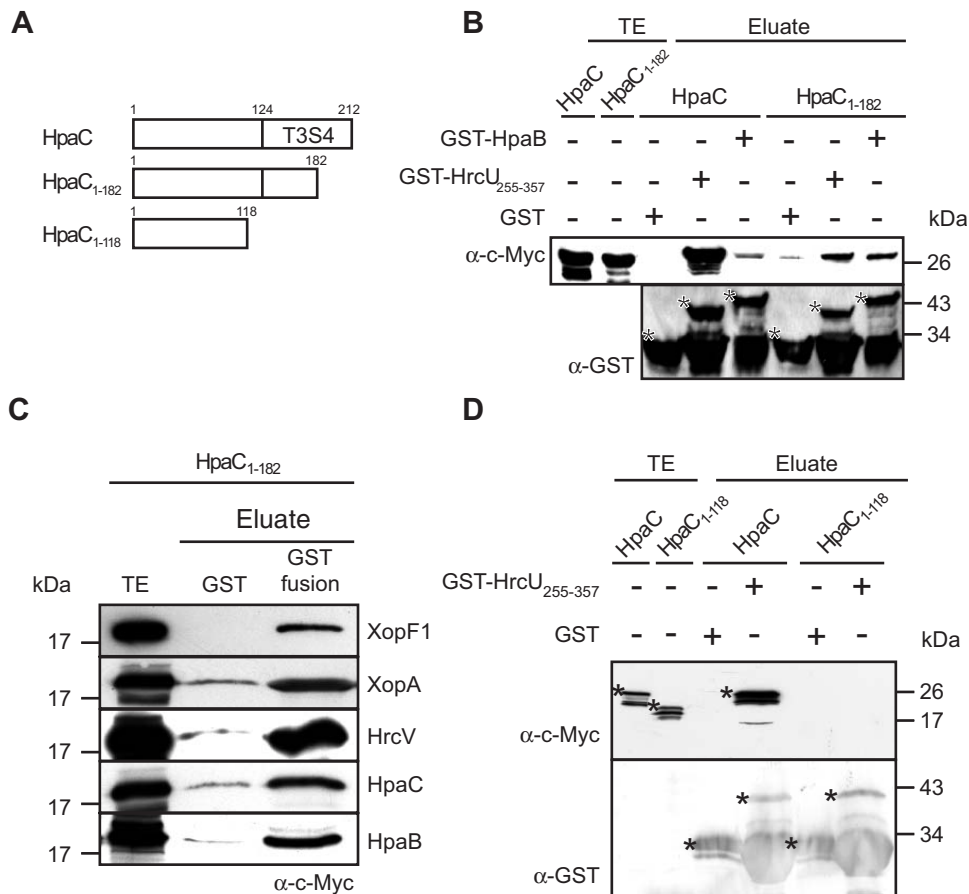 A
1 124 212
HpaC T3S4
1 182
HpaC1-182
1 118
HpaC1-118
B
TE Eluate
HpaC HpaC1-182 HpaC HpaC1-182
GST-HpaB - - - - + - - +
GST-HrcU255-357 - - - + - - + -
GST - - + - - + - - kDa
α-c-Myc 26
* * * * * * 43
34
α-GST
C
HpaC1-182
Eluate
kDa TE GST GST fusion
17 XopF1
17 XopA
17 HrcV
17 HpaC
17 HpaB
α-c-Myc
D
TE Eluate
HpaC HpaC1-118 HpaC HpaC1-118
GST-HrcU255-357 - - - + - +
GST - - + - + - kDa
* * * 26
17
α-c-Myc
* * * * 43
34
α-GST